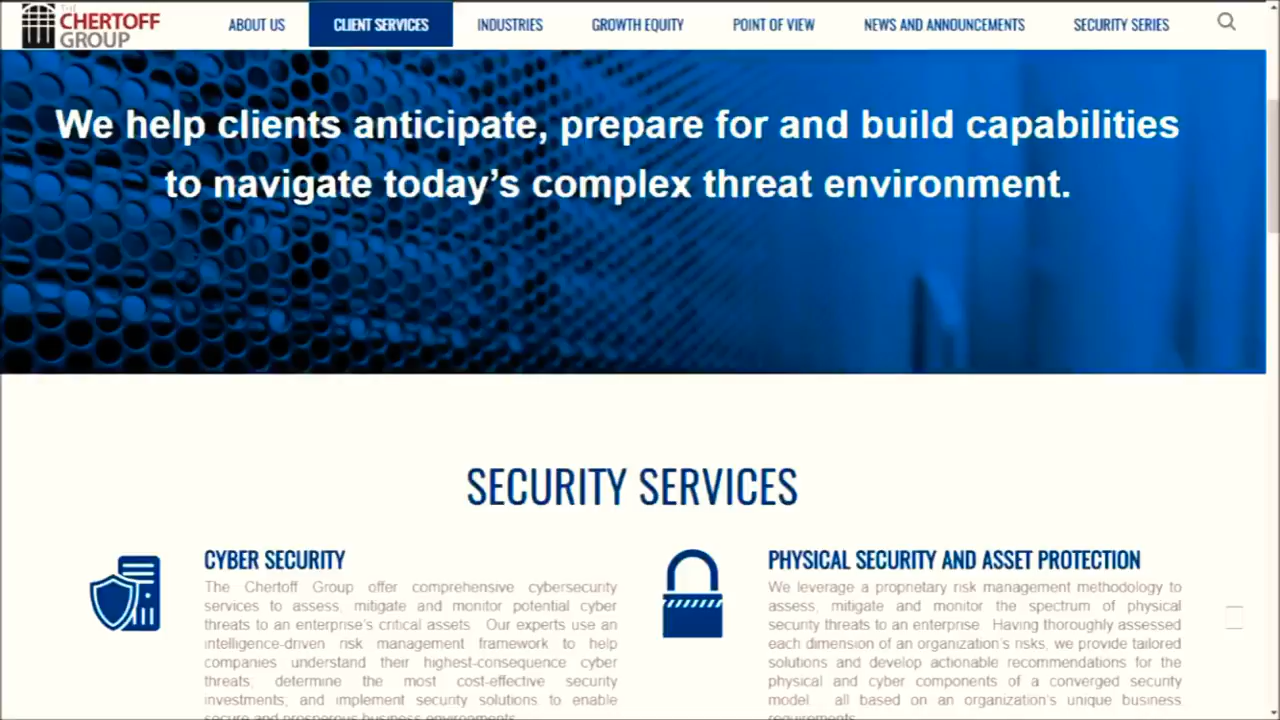 THE
CHERTOFF
GROUP
ABOUT US
CLIENT SERVICES
INDUSTRIES
GROWTH EQUITY
POINT OF VIEW
NEWS AND ANNOUNCEMENTS
SECURITY SERIES
We help clients anticipate, prepare for and build capabilities
to navigate today’s complex threat environment.
SECURITY SERVICES
CYBER SECURITY
The Chertoff Group offer comprehensive cybersecurity
services to assess, mitigate and monitor potential cyber
threats to an enterprise's critical assets. Our experts use an
intelligence-driven risk management framework to help
companies understand their highest-consequence cyber
threats; determine the most cost-effective security
investments; and implement security solutions to enable
secure and prosperous business environments.
PHYSICAL SECURITY AND ASSET PROTECTION
We leverage a proprietary risk management methodology to
assess, mitigate and monitor the spectrum of physical
security threats to an enterprise. Having thoroughly assessed
each dimension of an organization's risks, we provide tailored
solutions and develop actionable recommendations for the
physical and cyber components of a converged security
model all based on an organization's unique business
requirements.